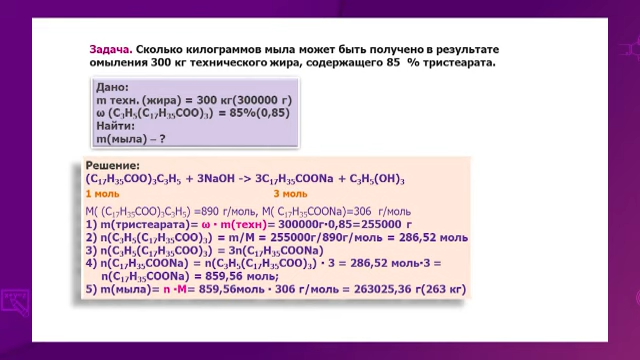 Задача. Сколько килограммов мыла может быть получено в результате
омыления 300 кг технического жира, содержащего 85 % тристеарата.
Дано:
m техн. (жира) = 300 кг(300000 г)
ω (C₃H₅(C₁₇H₃₅COO)₃) = 85%(0,85)
Найти:
m(мыла) – ?
Решение:
(C₁₇H₃₅COO)₃C₃H₅ + 3NaOH -> 3C₁₇H₃₅COONa + C₃H₅(OH)₃
1 моль 3 моль
M( (C₁₇H₃₅COO)₃C₃H₅) =890 г/моль, M( C₁₇H₃₅COONa)=306 г/моль
1) m(тристеарата)= ω · m(техн)= 300000г·0,85=255000 г
2) n(C₃H₅(C₁₇H₃₅COO)₃) = m/M = 255000г/890г/моль = 286,52 моль
3) n(C₃H₅(C₁₇H₃₅COO)₃) = 3n(C₁₇H₃₅COONa)
4) n(C₁₇H₃₅COONa) = n(C₃H₅(C₁₇H₃₅COO)₃) · 3 = 286,52 моль·3 =
n(C₁₇H₃₅COONa) = 859,56 моль;
5) m(мыла)= n ·M= 859,56моль · 306 г/моль = 263025,36 г(263 кг)